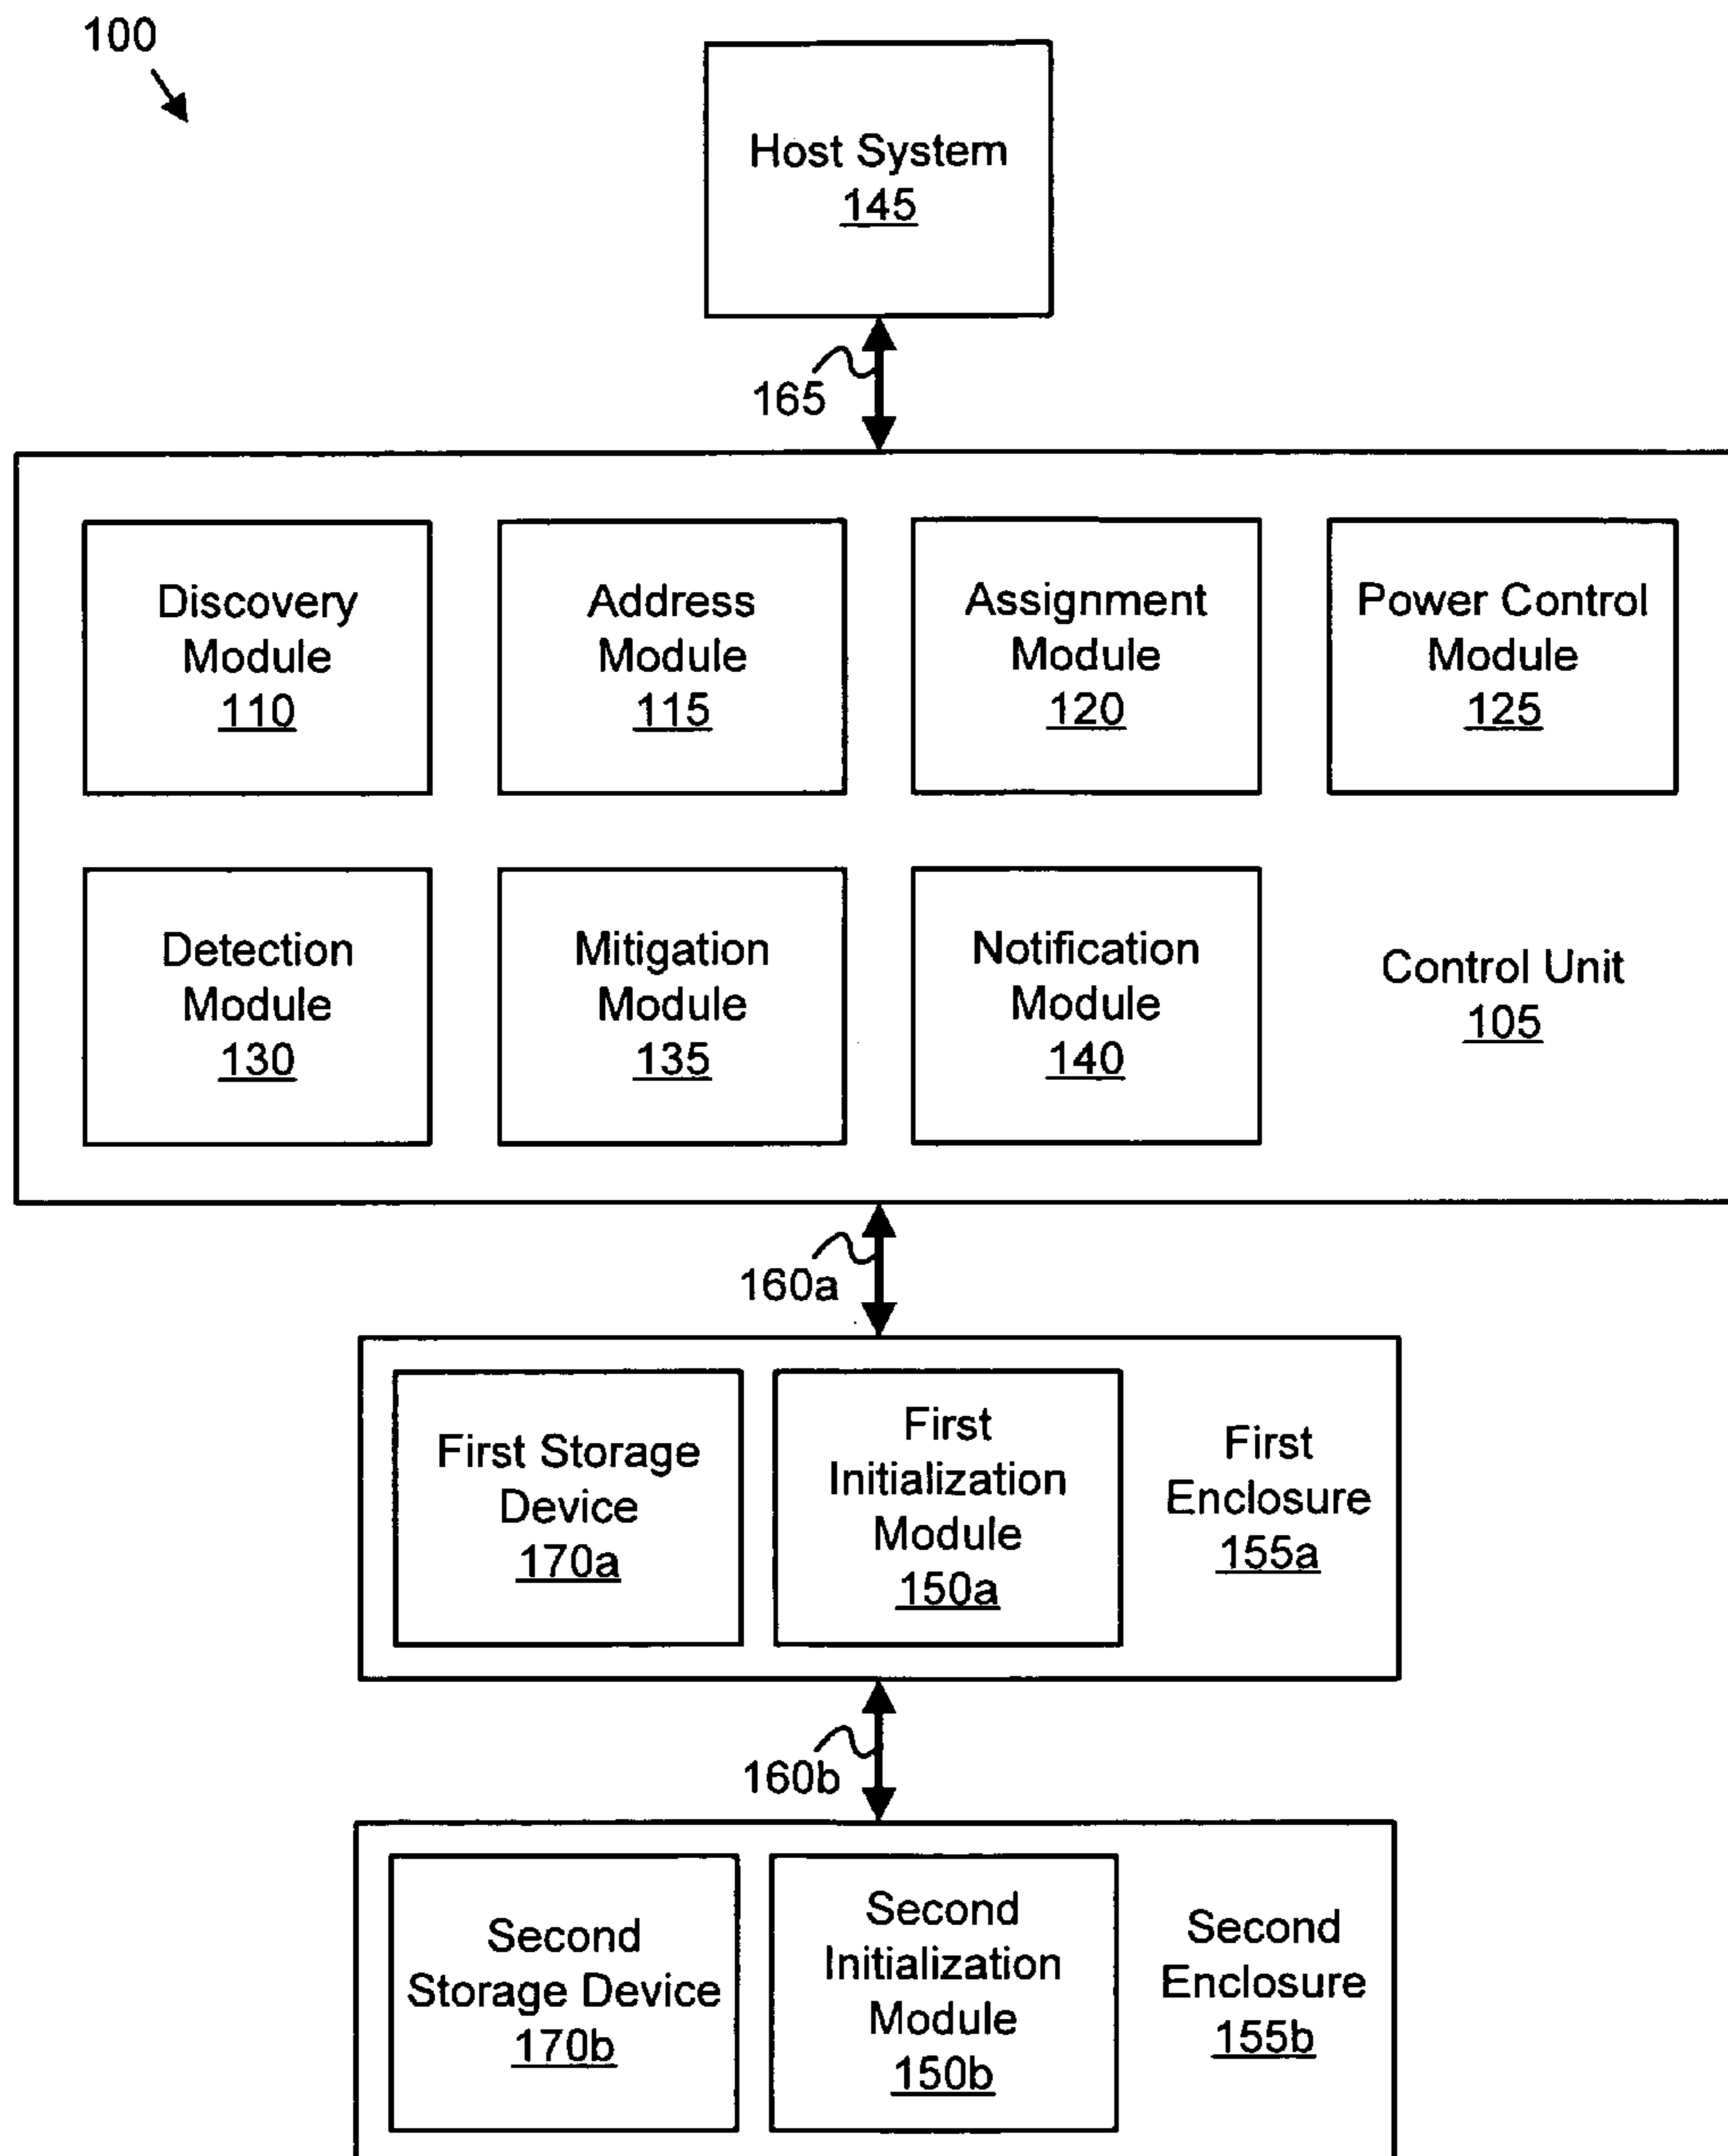 100
Host System
145
165
Discovery
Module
110
Address
Module
115
Assignment
Module
120
Power Control
Module
125
Detection
Module
130
Mitigation
Module
135
Notification
Module
140
Control Unit
105
160a
First Storage
Device
170a
First
Initialization
Module
150a
First
Enclosure
155a
160b
Second
Storage Device
170b
Second
Initialization
Module
150b
Second
Enclosure
155b